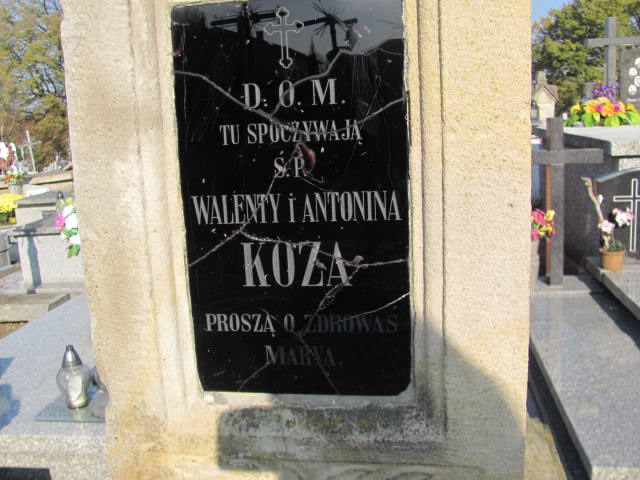 D. O. M.
TU SPOCZYWAJĄ
Ś.P.
WALENTY i ANTONINA
KOZA
PROSZĄ O ZDROWAŚ
MARYA.